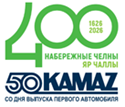 400
1626
2026
НАБЕРЕЖНЫЕ ЧЕЛНЫ
ЯР ЧАЛЛЫ
50 KAMAZ
СО ДНЯ ВЫПУСКА ПЕРВОГО АВТОМОБИЛЯ